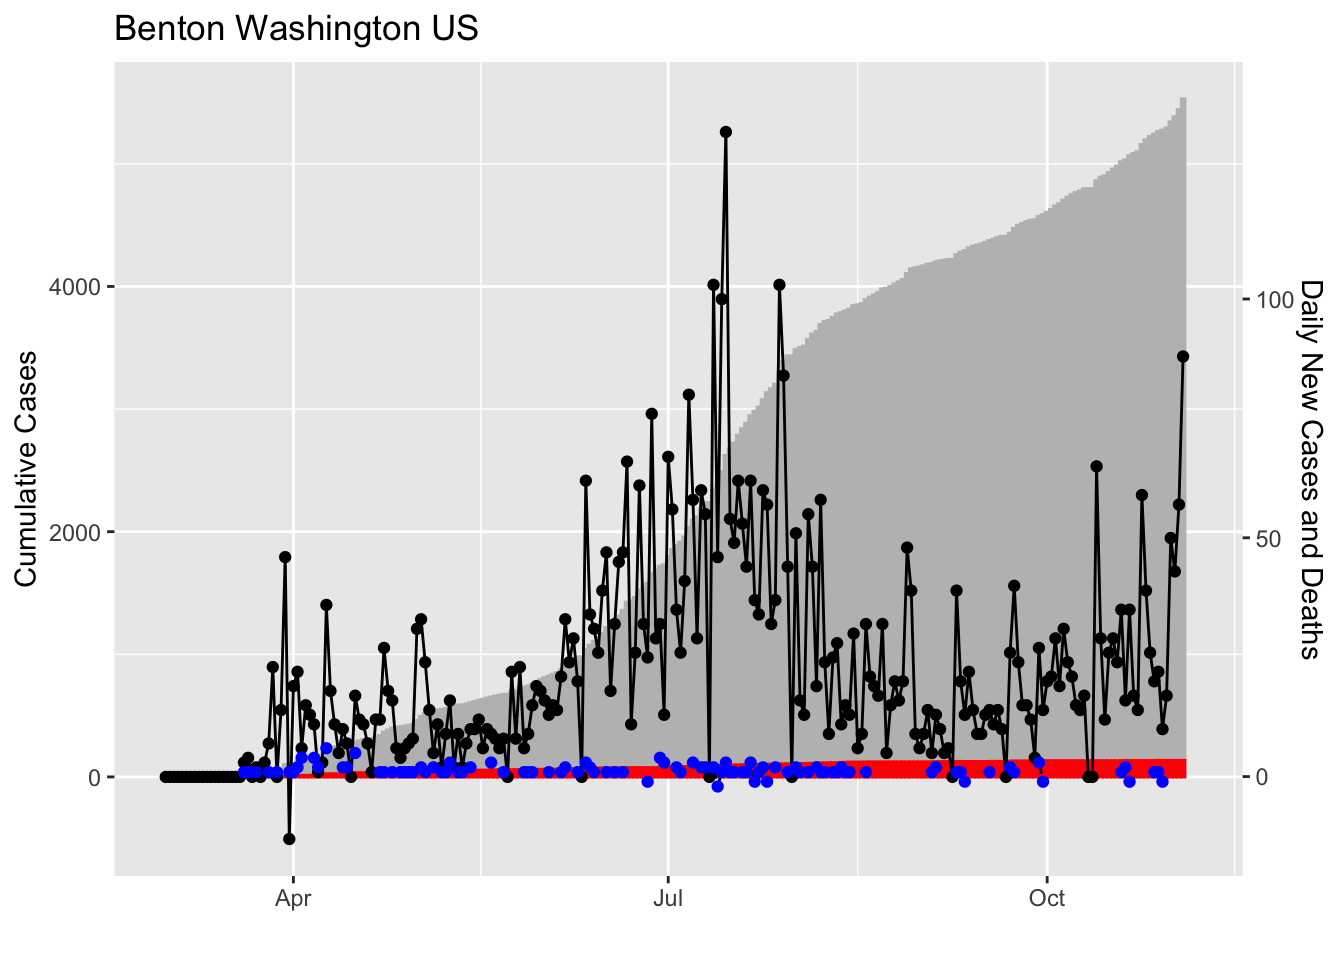 Benton Washington US
Cumulative Cases
4000
2000
0
100
50
0
Daily New Cases and Deaths
Apr
Jul
Oct